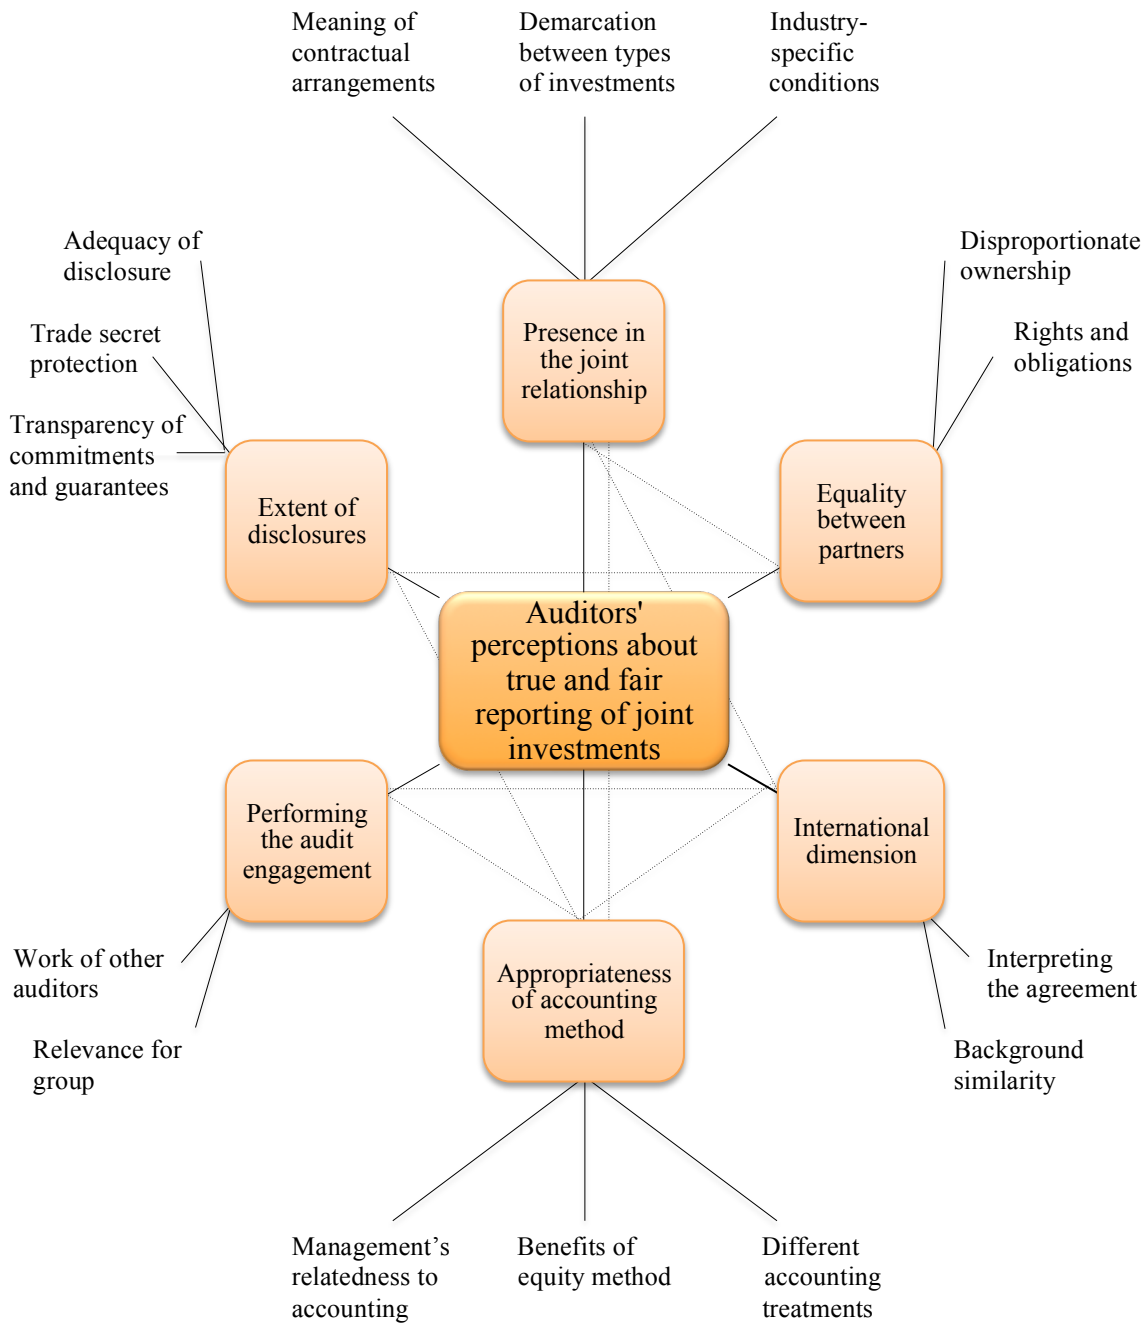 Meaning of
contractual
arrangements
Demarcation
between types
of investments
Industry-
specific
conditions
Adequacy of
disclosure
Trade secret
protection
Transparency of
commitments
and guarantees
Disproportionate
ownership
Rights and
obligations
Presence in
the joint
relationship
Extent of
disclosures
Equality
between
partners
Auditors'
perceptions about
true and fair
reporting of joint
investments
Performing
the audit
engagement
International
dimension
Appropriateness
of accounting
method
Work of other
auditors
Relevance for
group
Interpreting
the agreement
Background
similarity
Management’s
relatedness to
accounting
Benefits of
equity method
Different
accounting
treatments